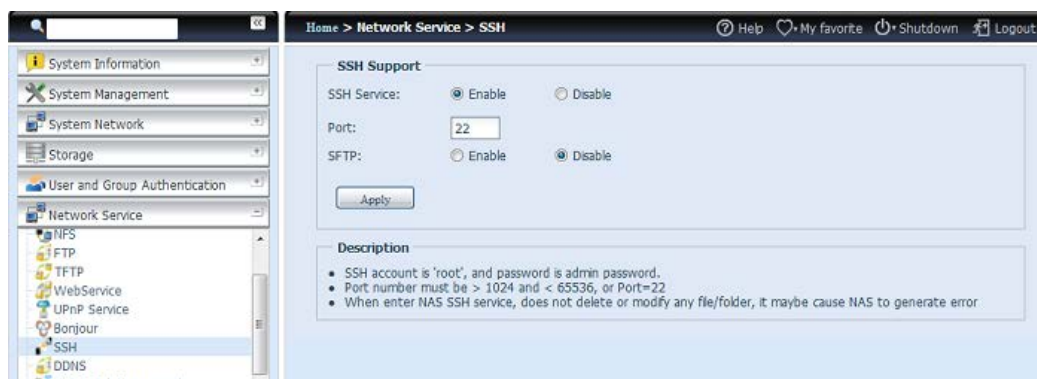 Home > Network Service > SSH
Help My favorite Shutdown Logout
System Information
System Management
System Network
Storage
User and Group Authentication
Network Service
NFS
FTP
TFTP
WebService
UPnP Service
Bonjour
SSH
DDNS
SSH Support
SSH Service: Enable Disable
Port: 22
SFTP: Enable Disable
Apply
Description
SSH account is 'root', and password is admin password.
Port number must be > 1024 and < 65536, or Port=22
When enter NAS SSH service, does not delete or modify any file/folder, it maybe cause NAS to generate error